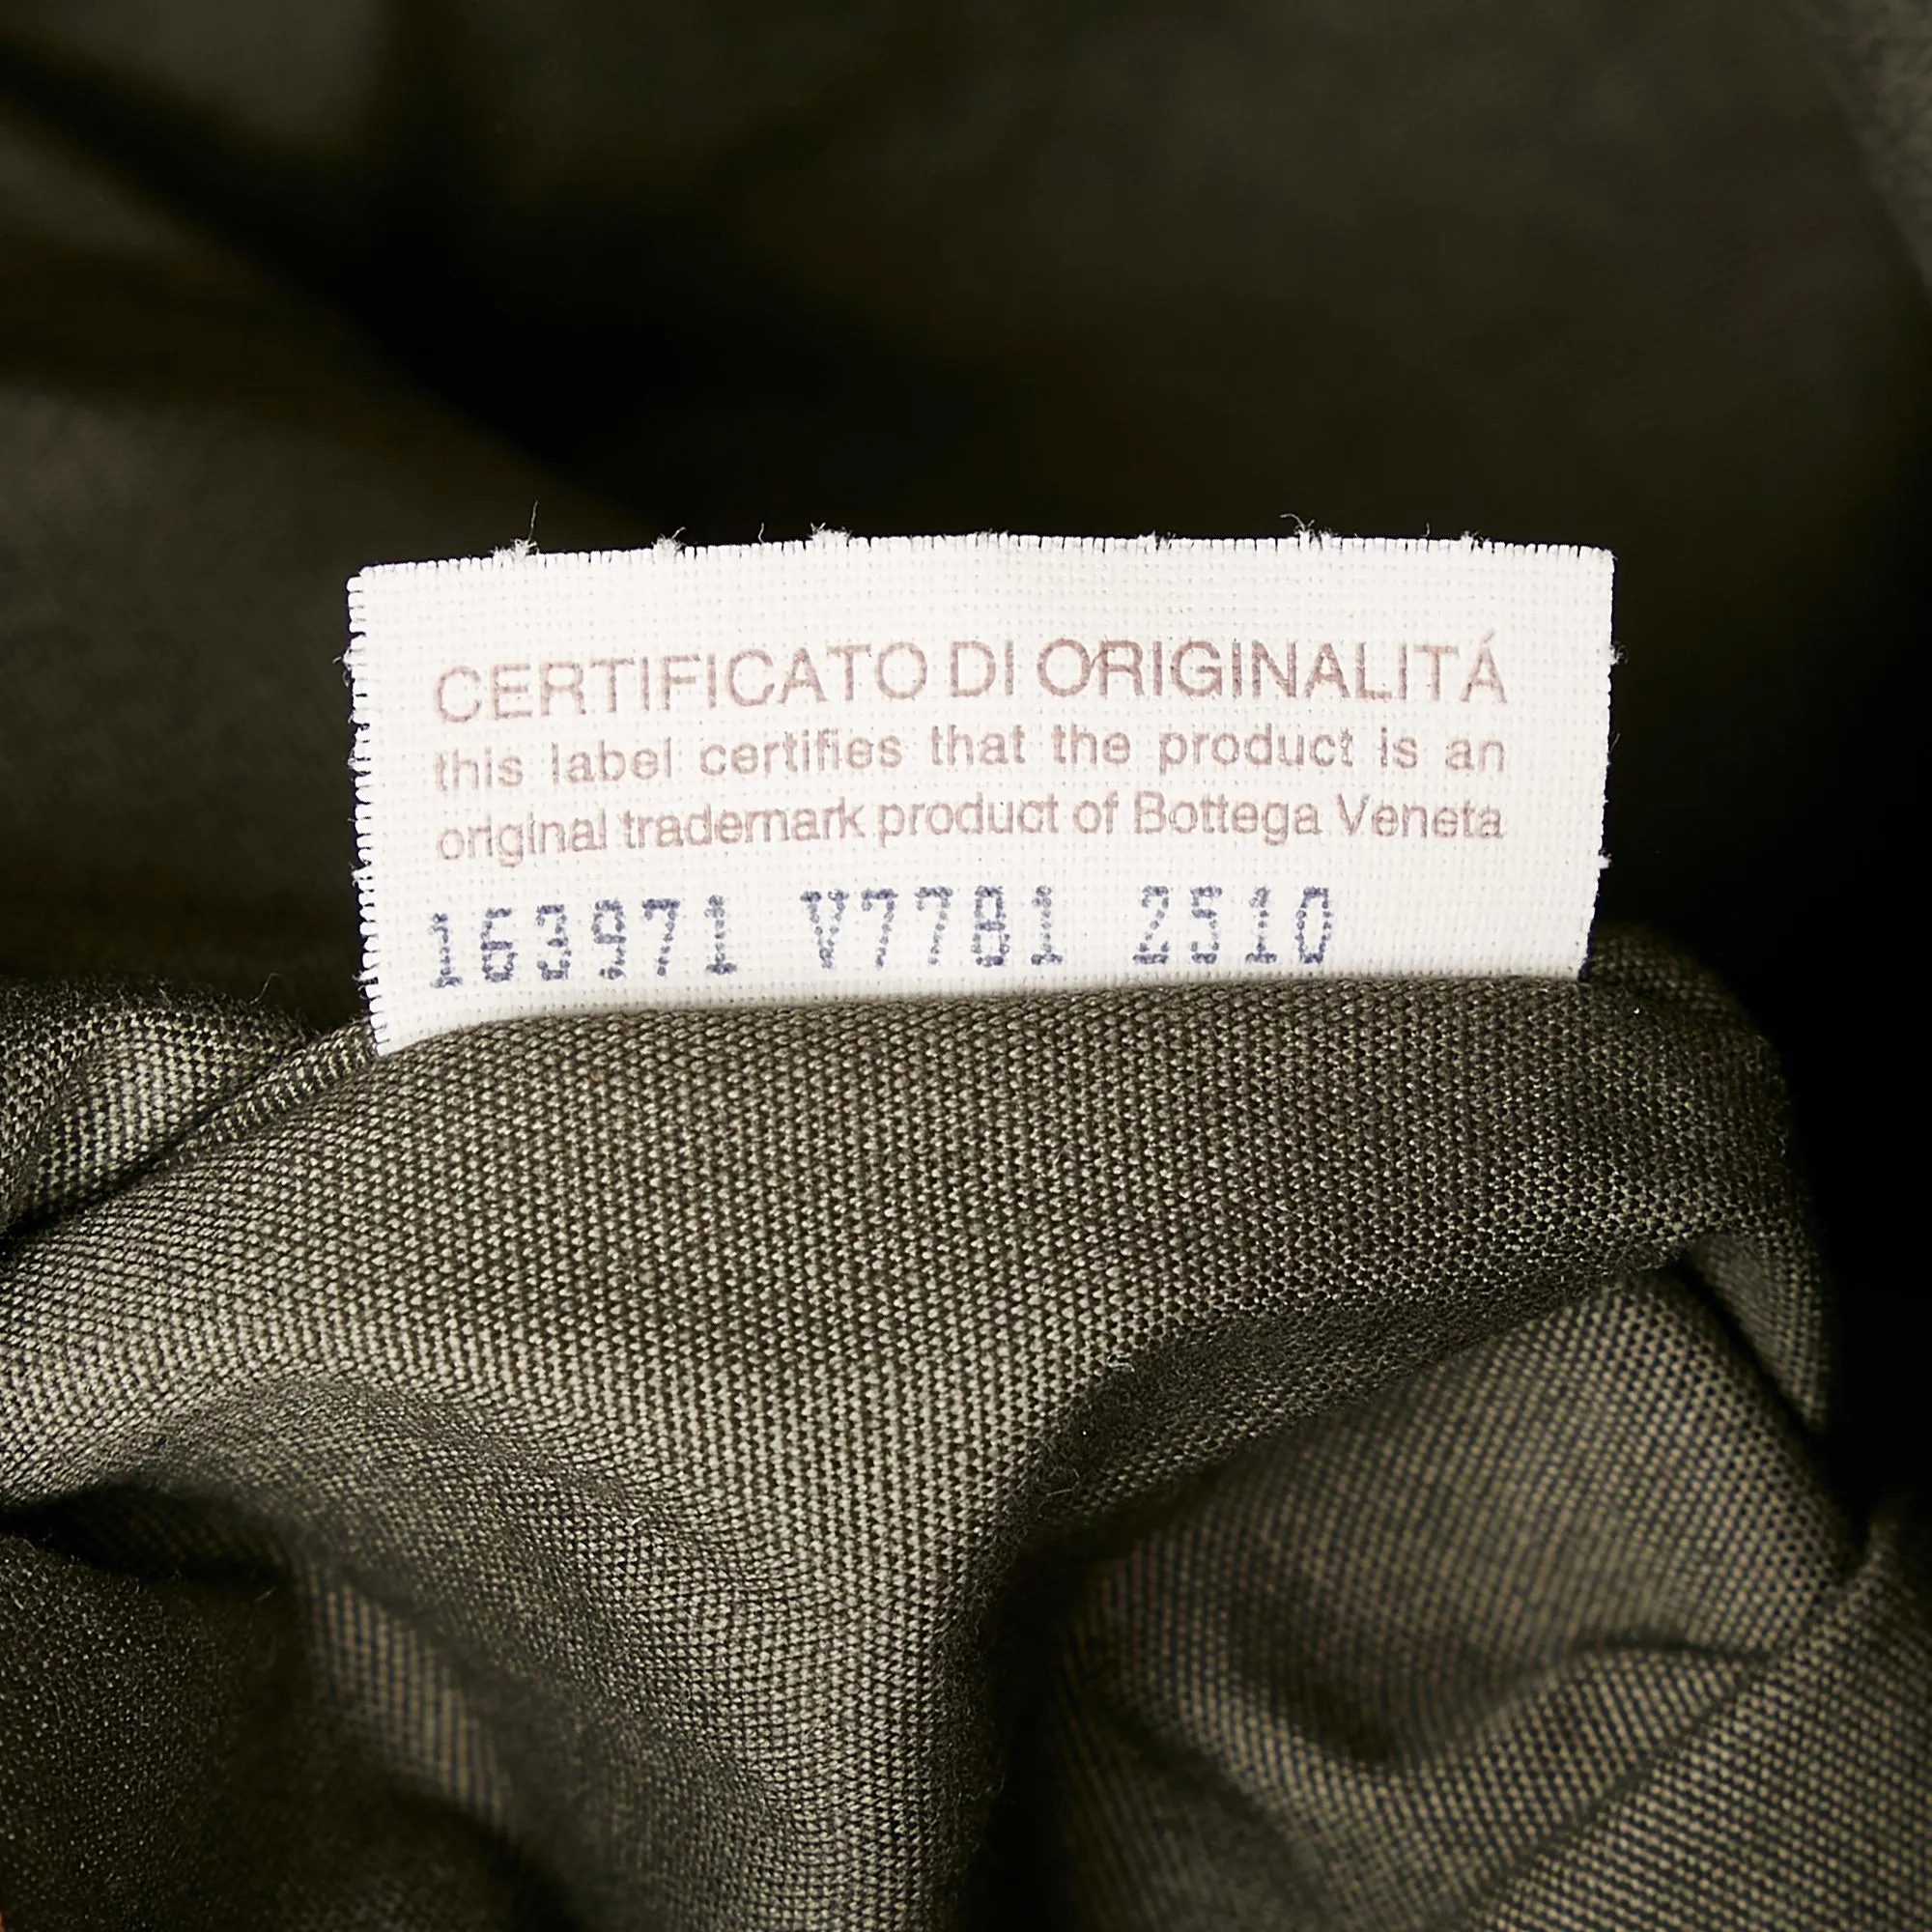 CERTIFICATO DI ORIGINALITÁ
this label certifies that the product is an
original trademark product of Bottega Veneta
163971 V7781 2510